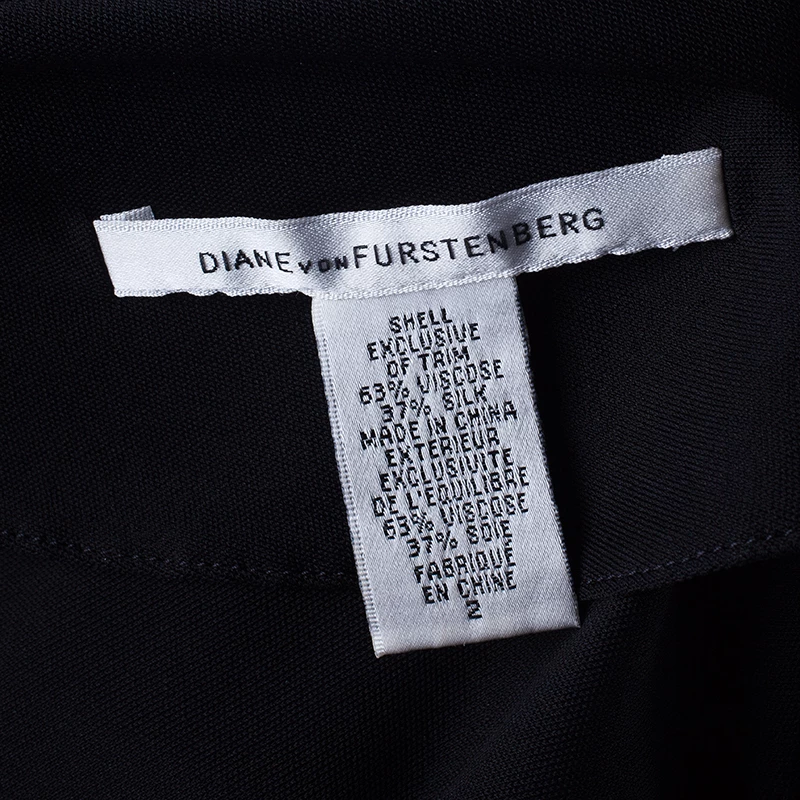 DIANE VON FURSTENBERG
SHELL
EXCLUSIVE
OF TRIM
63% VISCOSE
37% SILK
MADE IN CHINA
EXTERIEUR
EXCLUSIVITE
DE L'EQUILIBRE
63% VISCOSE
37% SOIE
FABRIQUE
EN CHINE
2